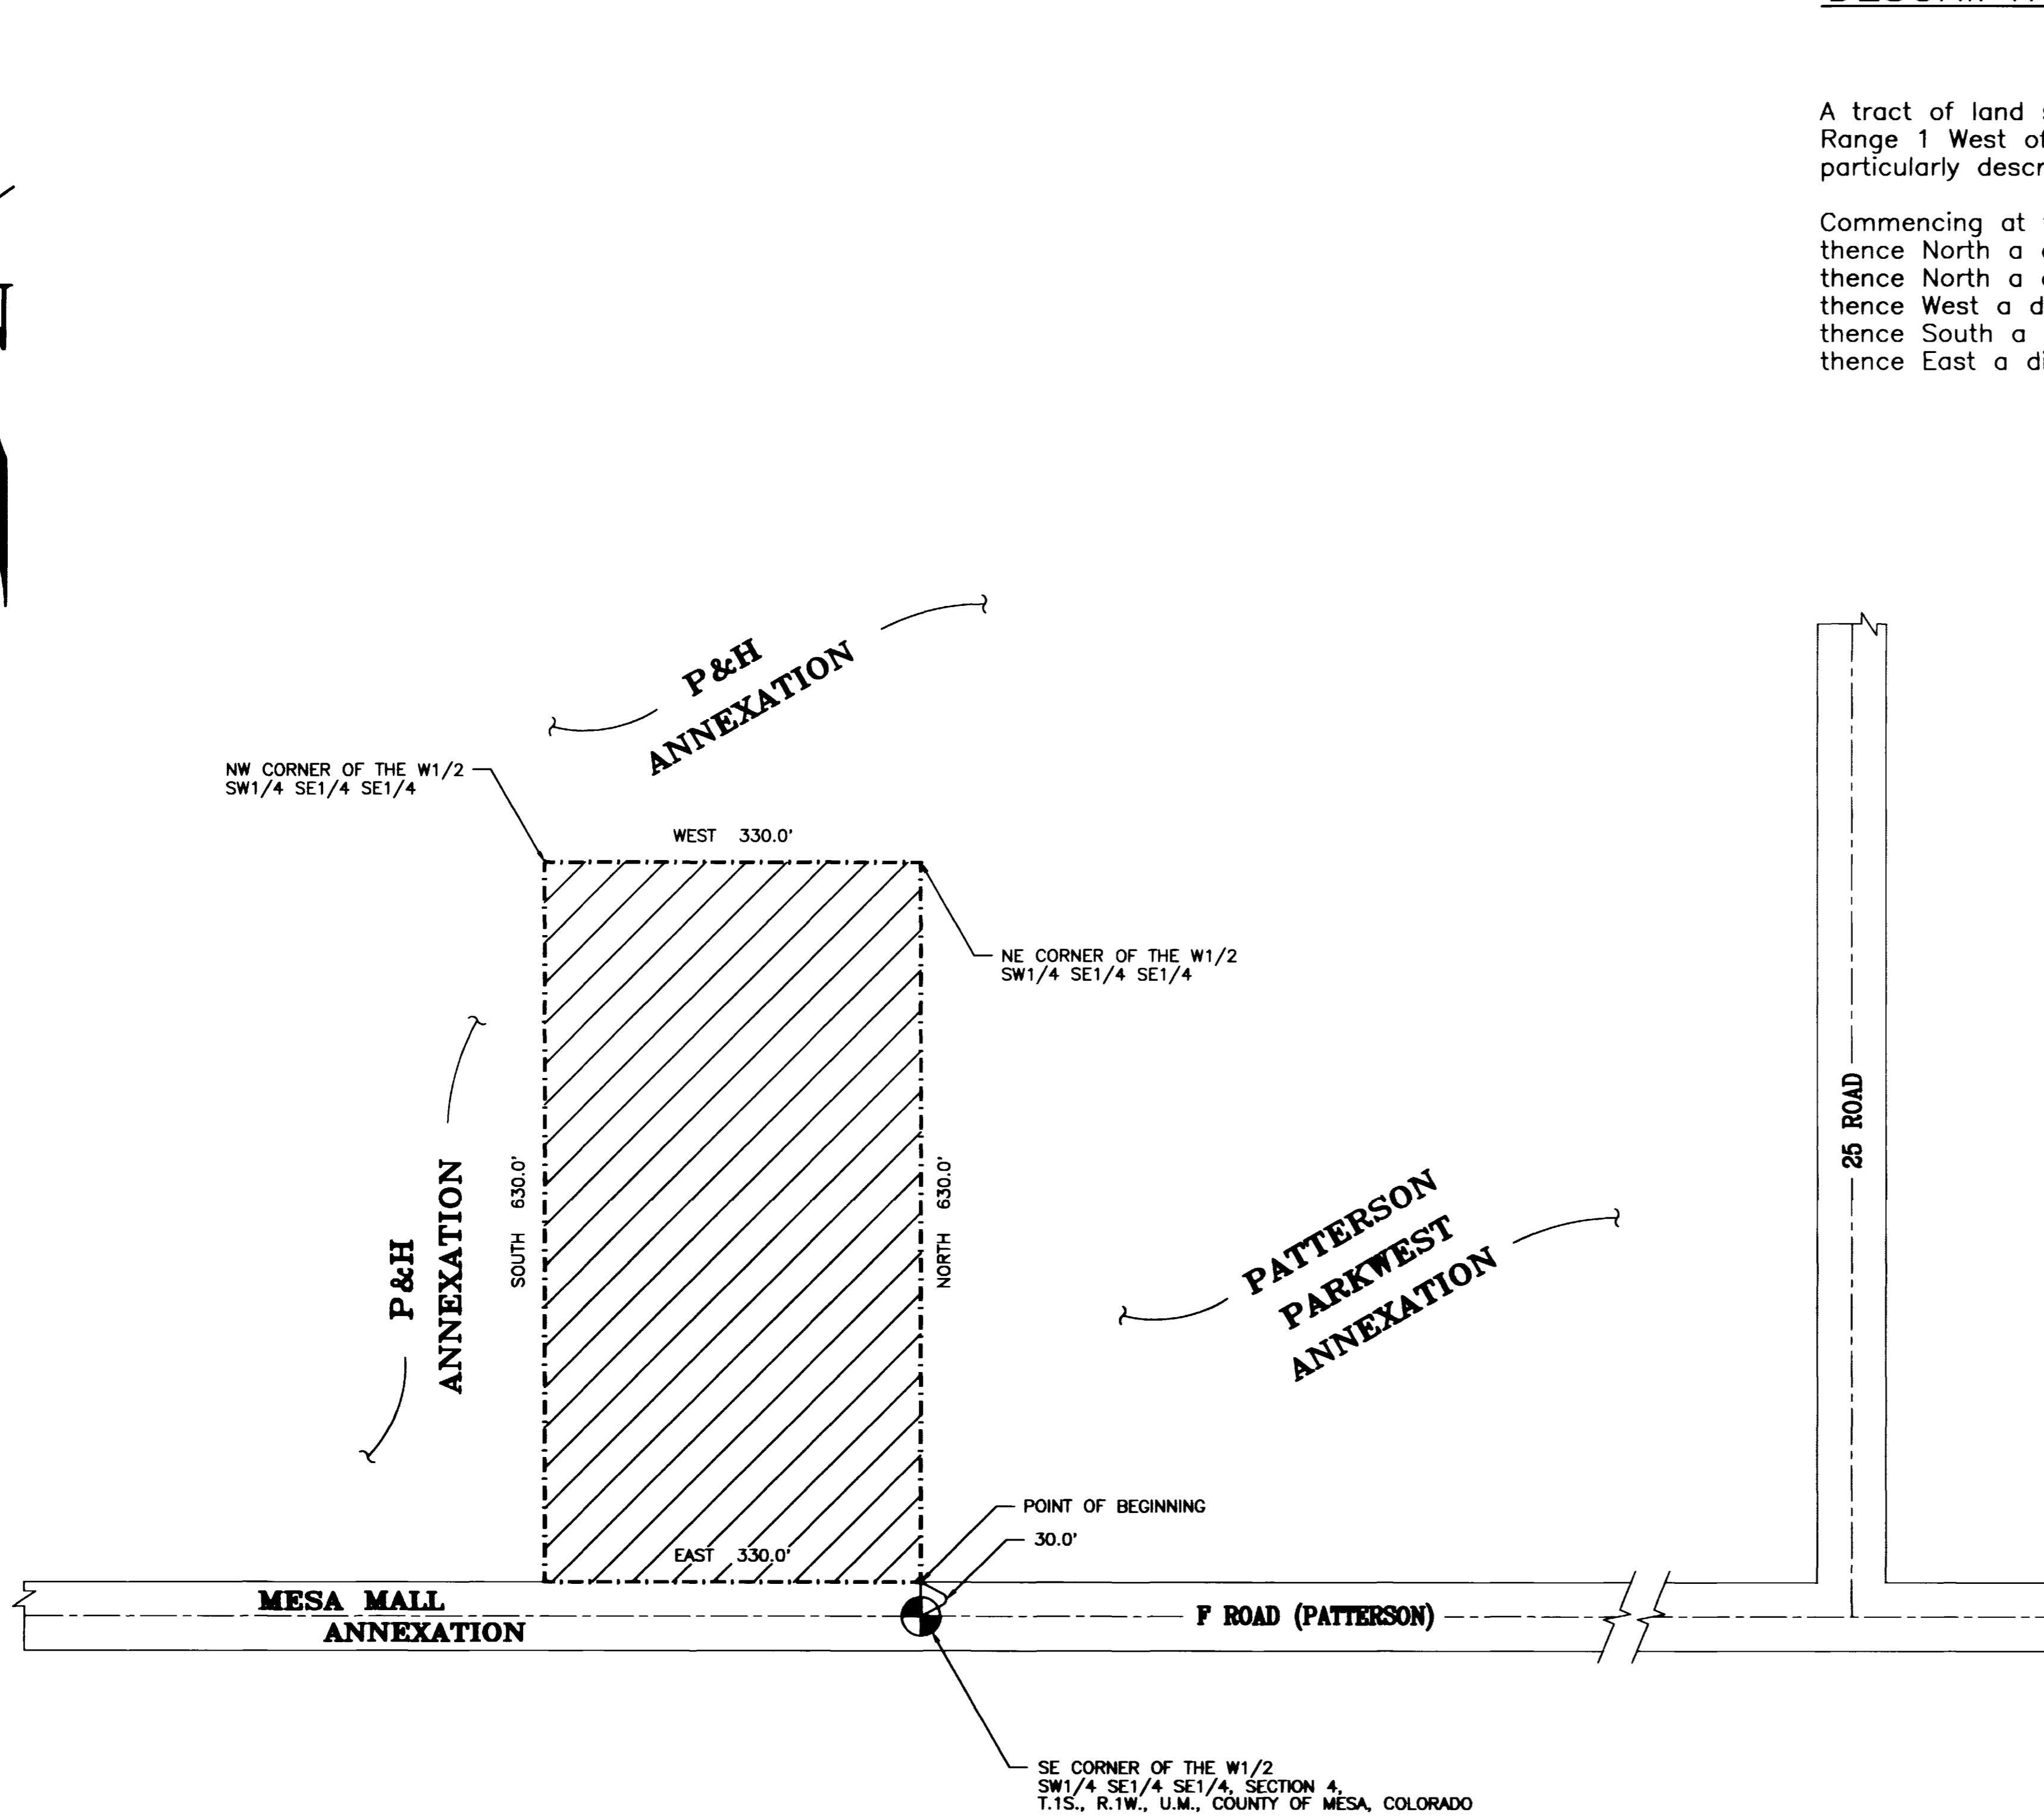 A tract of land
Range 1 West of
particularly descr
Commencing at
thence North a
thence North a
thence West a d
thence South a
thence East a di
P&H
ANNEXATION
NW CORNER OF THE W1/2
SW1/4 SE1/4 SE1/4
WEST 330.0'
NE CORNER OF THE W1/2
SW1/4 SE1/4 SE1/4
25 ROAD
P&H
ANNEXATION
SOUTH 630.0'
NORTH 630.0'
PATTERSON
PARKWEST
ANNEXATION
POINT OF BEGINNING
30.0'
EAST 330.0'
MESA MALL
ANNEXATION
F ROAD (PATTERSON)
SE CORNER OF THE W1/2
SW1/4 SE1/4 SE1/4, SECTION 4,
T.1S., R.1W., U.M., COUNTY OF MESA, COLORADO